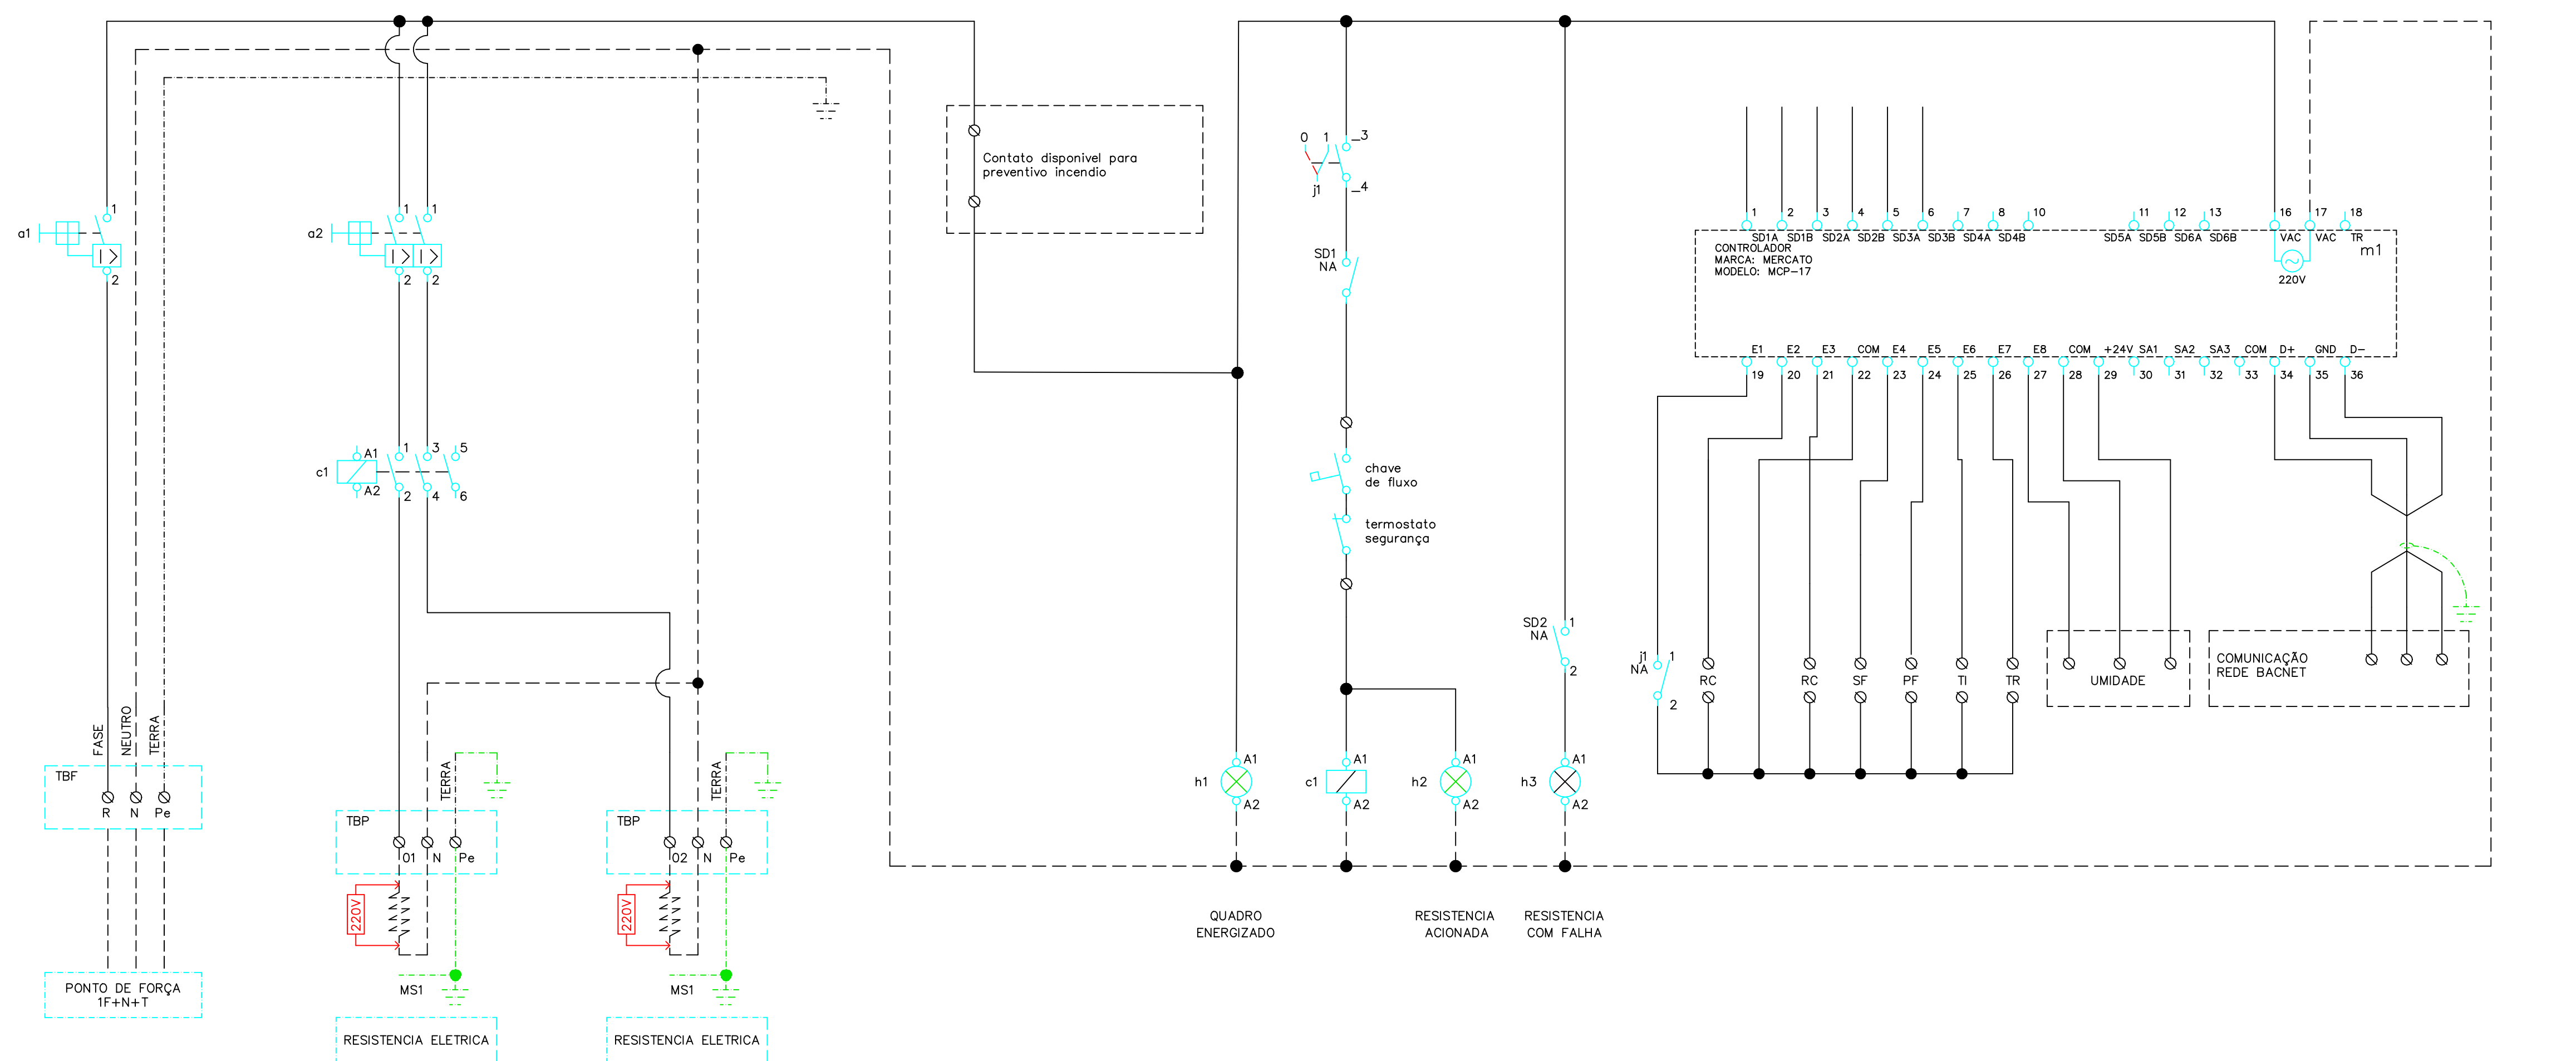 a1
1
2
a2
1
1
2
2
c1
A1
A2
1
3
5
2
4
6
FASE
NEUTRO
TERRA
TBF
R N Pe
PONTO DE FORÇA
1F+N+T
TERRA
TBP
01 N Pe
220V
MS1
RESISTENCIA ELETRICA
TERRA
TBP
02 N Pe
220V
MS1
RESISTENCIA ELETRICA
Contato disponivel para
preventivo incendio
0 1 _3
j1 _4
SD1
NA
chave
de fluxo
termostato
segurança
SD2
NA
1
2
h1
A1
A2
c1
A1
A2
h2
A1
A2
h3
A1
A2
QUADRO
ENERGIZADO
RESISTENCIA
ACIONADA
RESISTENCIA
COM FALHA
1 2 3 4 5 6 7 8 10 11 12 13 16 17 18
SD1A SD1B SD2A SD2B SD3A SD3B SD4A SD4B SD5A SD5B SD6A SD6B VAC VAC TR
CONTROLADOR
MARCA: MERCATO
MODELO: MCP-17
m1
220V
E1 E2 E3 COM E4 E5 E6 E7 E8 COM +24V SA1 SA2 SA3 COM D+ GND D-
19 20 21 22 23 24 25 26 27 28 29 30 31 32 33 34 35 36
j1
NA
1
2
RC RC SF PF TI TR
UMIDADE
COMUNICAÇÃO
REDE BACNET